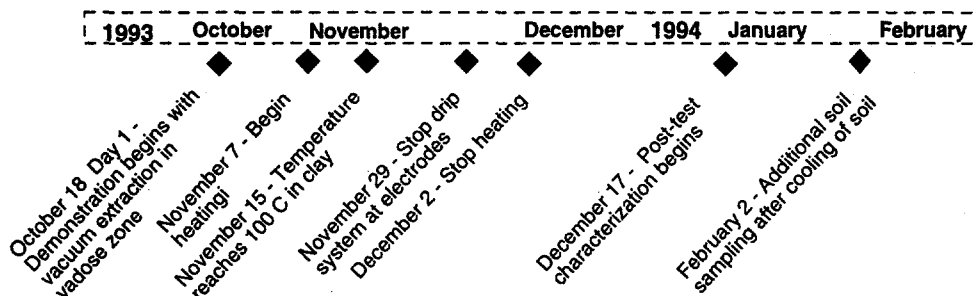 1993 October November December 1994 January February
October 18 Day 1 -
Demonstration begins with
vacuum extraction in
vadose zone
November 7 - Begin
heatingi
November 15 - Temperature
reaches 100 C in clay
November 29 - Stop drip
system at electrodes
December 2 - Stop heating
December 17 - Post-test
characterization begins
February 2 - Additional soil
sampling after cooling of soil